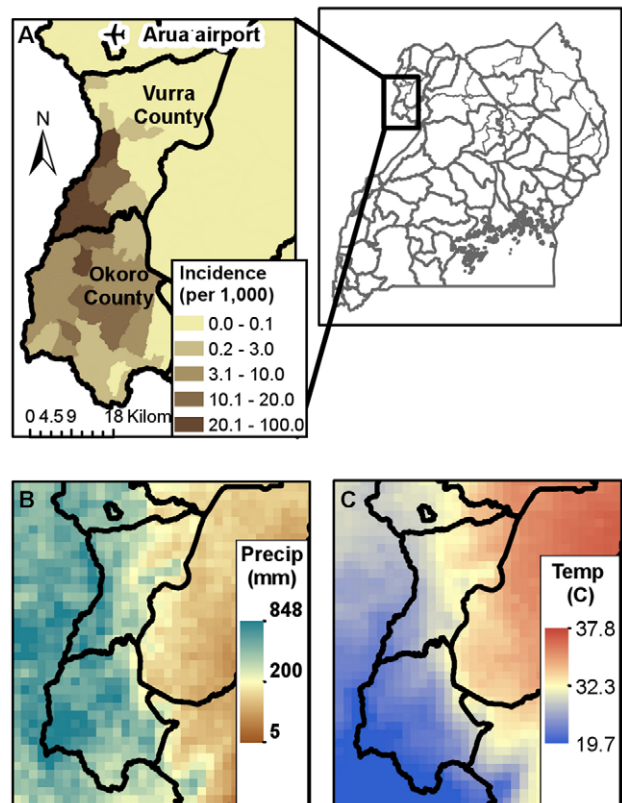 A
Arua airport
Vurra
County
N
Okoro
County
Incidence
(per 1,000)
0.0 - 0.1
0.2 - 3.0
3.1 - 10.0
10.1 - 20.0
20.1 - 100.0
0 4.5 9 18 Kilom
B
Precip
(mm)
848
200
5
C
Temp
(C)
37.8
32.3
19.7